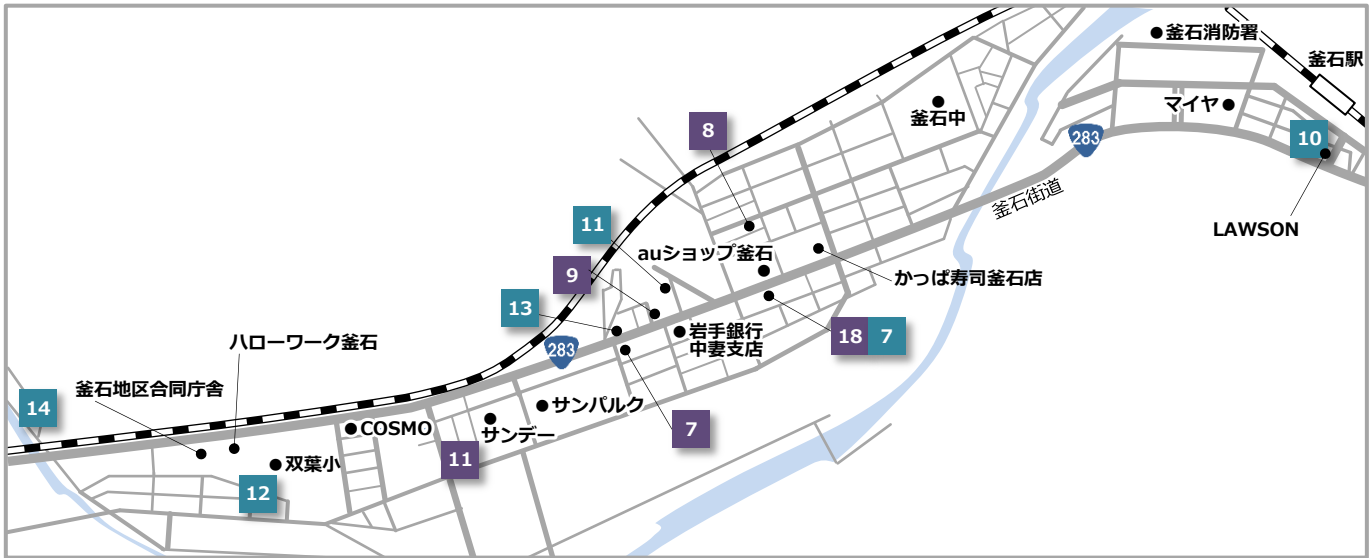 釜石消防署
釜石駅
マイヤ
釜石中
8
283
10
釜石街道
LAWSON
11
auショップ釜石
9
かっぱ寿司釜石店
13
岩手銀行
中妻支店
18 7
283
ハローワーク釜石
釜石地区合同庁舎
14
サンパルク
7
COSMO
サンデー
11
双葉小
12